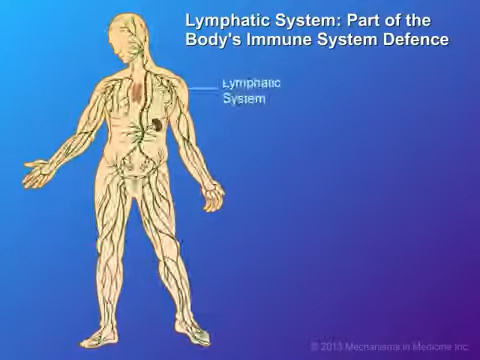 Lymphatic System: Part of the
Body's Immune System Defence
Lymphatic
System
© 2013 Mechanisms in Medicine Inc.